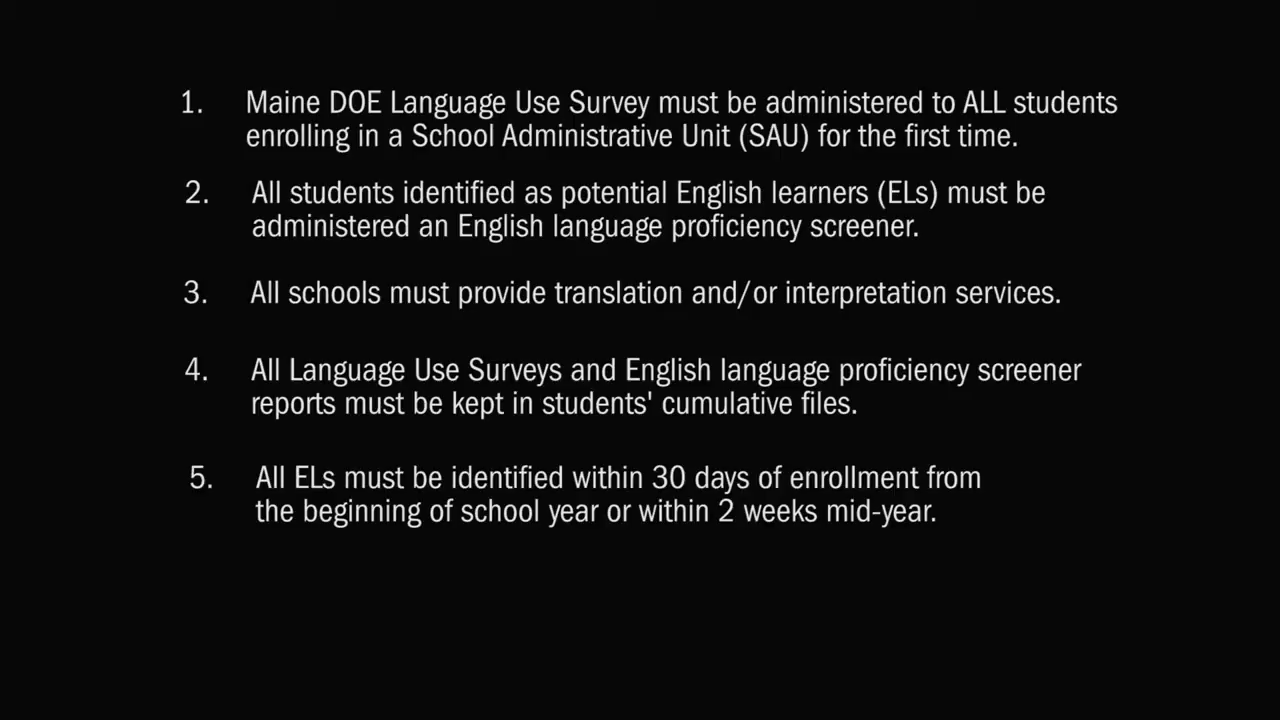 1. Maine DOE Language Use Survey must be administered to ALL students
enrolling in a School Administrative Unit (SAU) for the first time.
2. All students identified as potential English learners (ELs) must be
administered an English language proficiency screener.
3. All schools must provide translation and/or interpretation services.
4. All Language Use Surveys and English language proficiency screener
reports must be kept in students' cumulative files.
5. All ELs must be identified within 30 days of enrollment from
the beginning of school year or within 2 weeks mid-year.